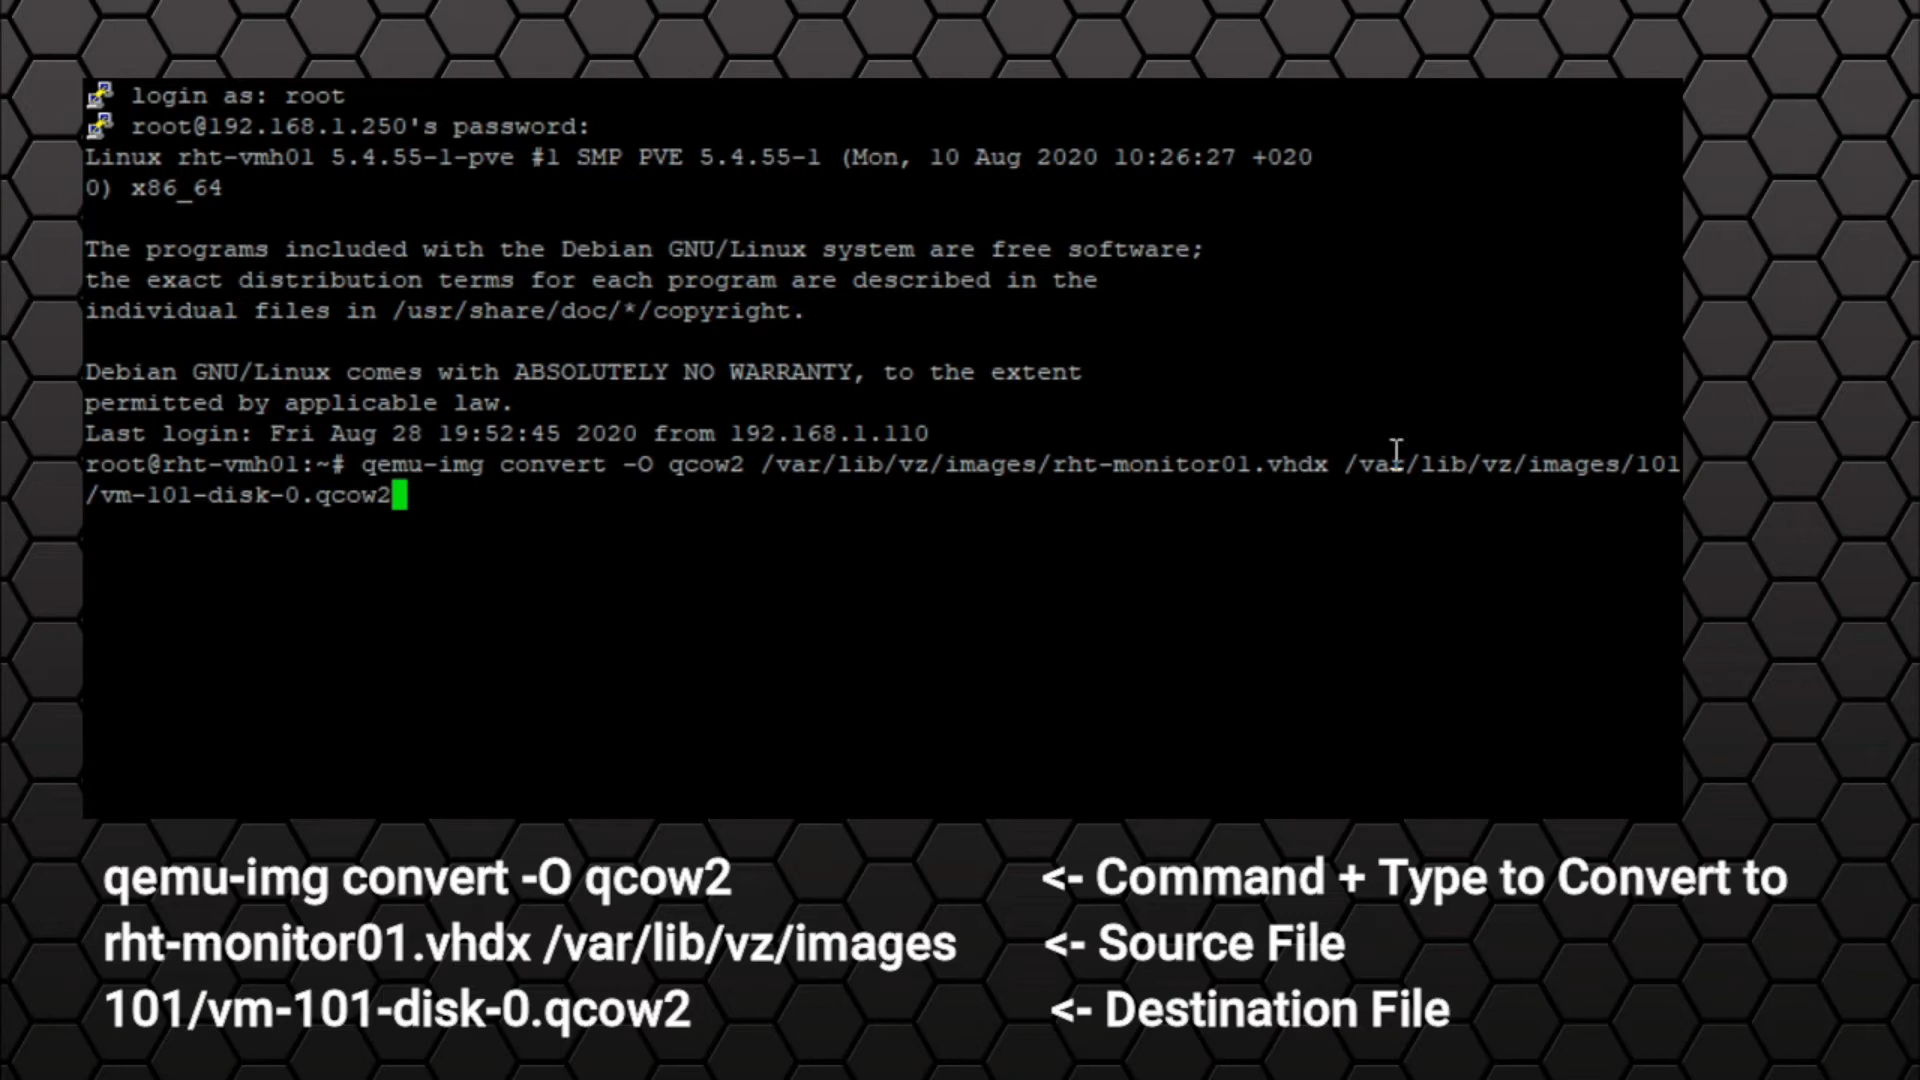 login as: root
root@192.168.1.250's password:
Linux rht-vmh01 5.4.55-1-pve #1 SMP PVE 5.4.55-1 (Mon, 10 Aug 2020 10:26:27 +020
0) x86_64
The programs included with the Debian GNU/Linux system are free software;
the exact distribution terms for each program are described in the
individual files in /usr/share/doc/*/copyright.
Debian GNU/Linux comes with ABSOLUTELY NO WARRANTY, to the extent
permitted by applicable law.
Last login: Fri Aug 28 19:52:45 2020 from 192.168.1.110
root@rht-vmh01:~# qemu-img convert -O qcow2 /var/lib/vz/images/rht-monitor01.vhdx /var/lib/vz/images/101
/vm-101-disk-0.qcow2
qemu-img convert -O qcow2 <- Command + Type to Convert to
rht-monitor01.vhdx /var/lib/vz/images <- Source File
101/vm-101-disk-0.qcow2 <- Destination File